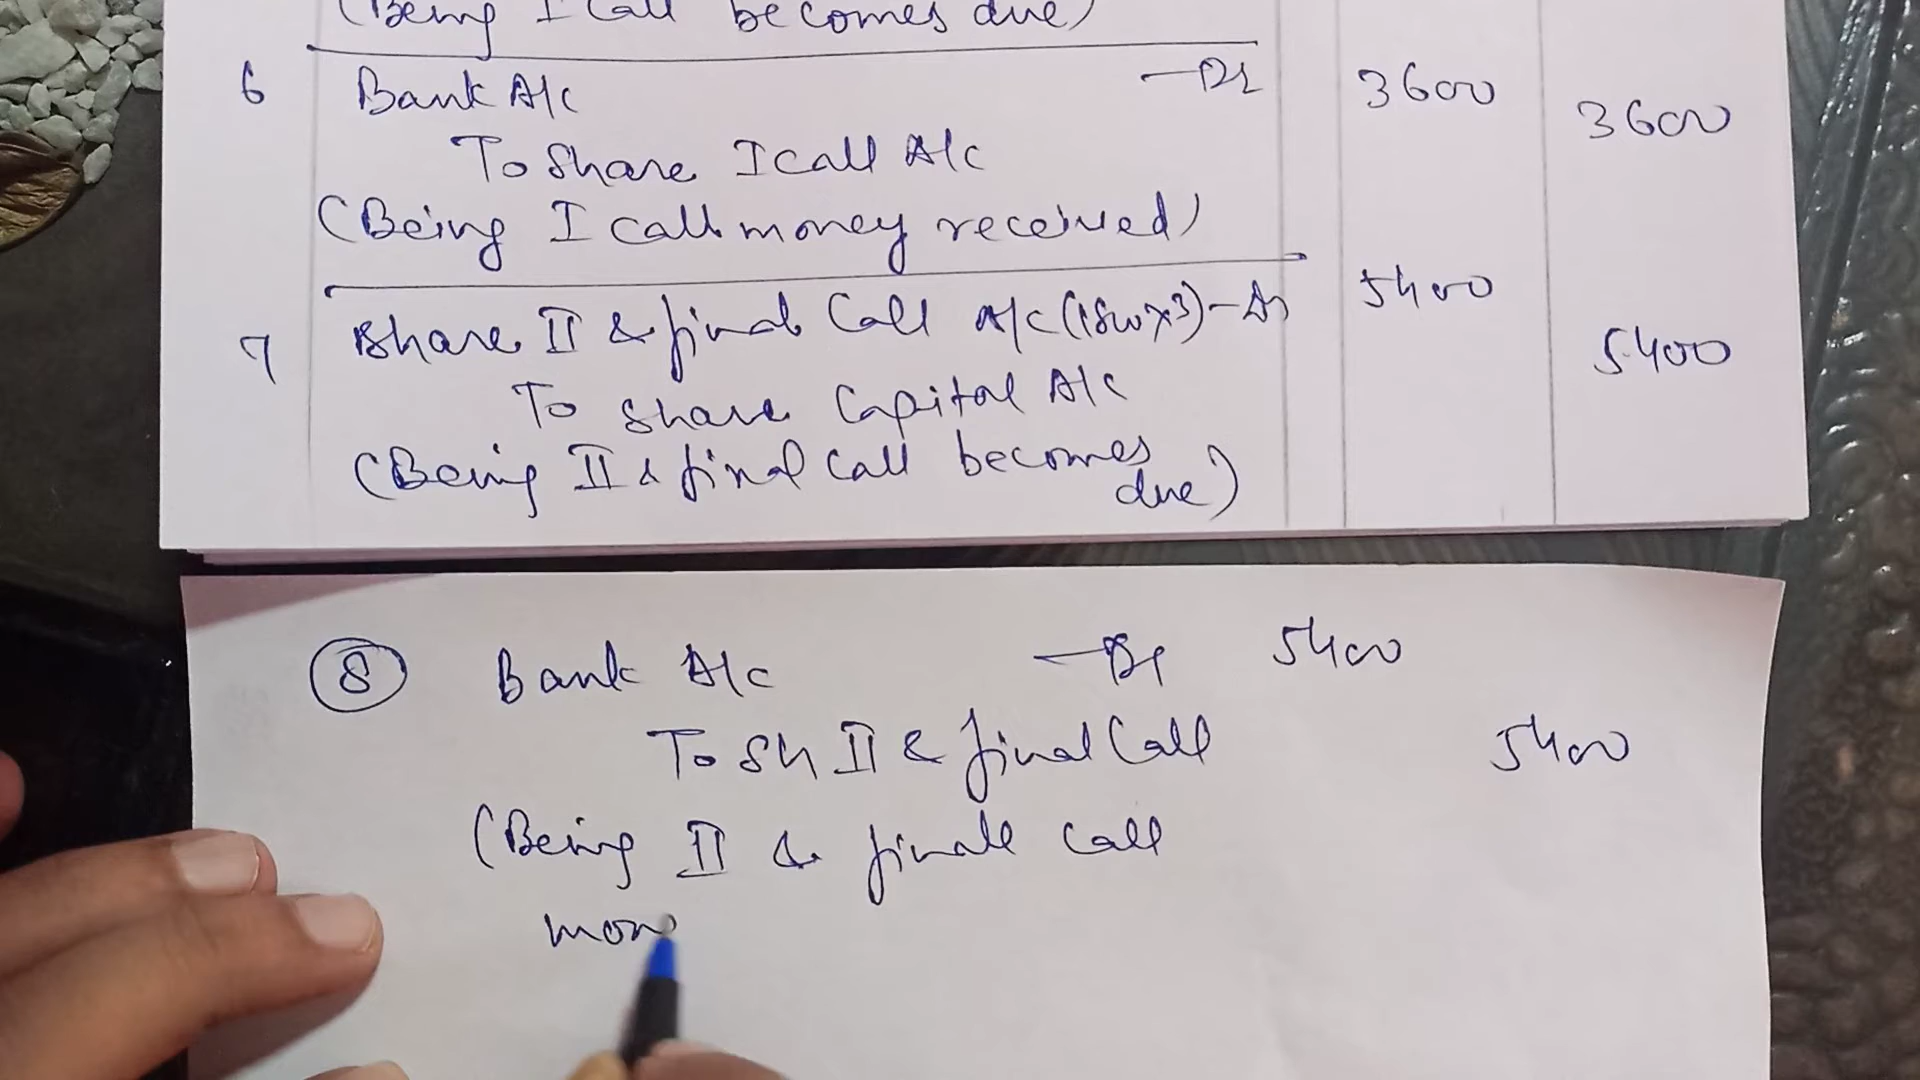 (Being I Call becomes due)
6 Bank A/c —Dr 3600
To Share I Call A/c 3600
(Being I call money received)
7 Share II & final Call A/c (1800x3) - Dr 5400
To Share Capital A/c 5400
(Being II & final Call becomes
due)
8 Bank A/c —Dr 5400
To Sh II & final Call 5400
(Being II & finale Call
mon